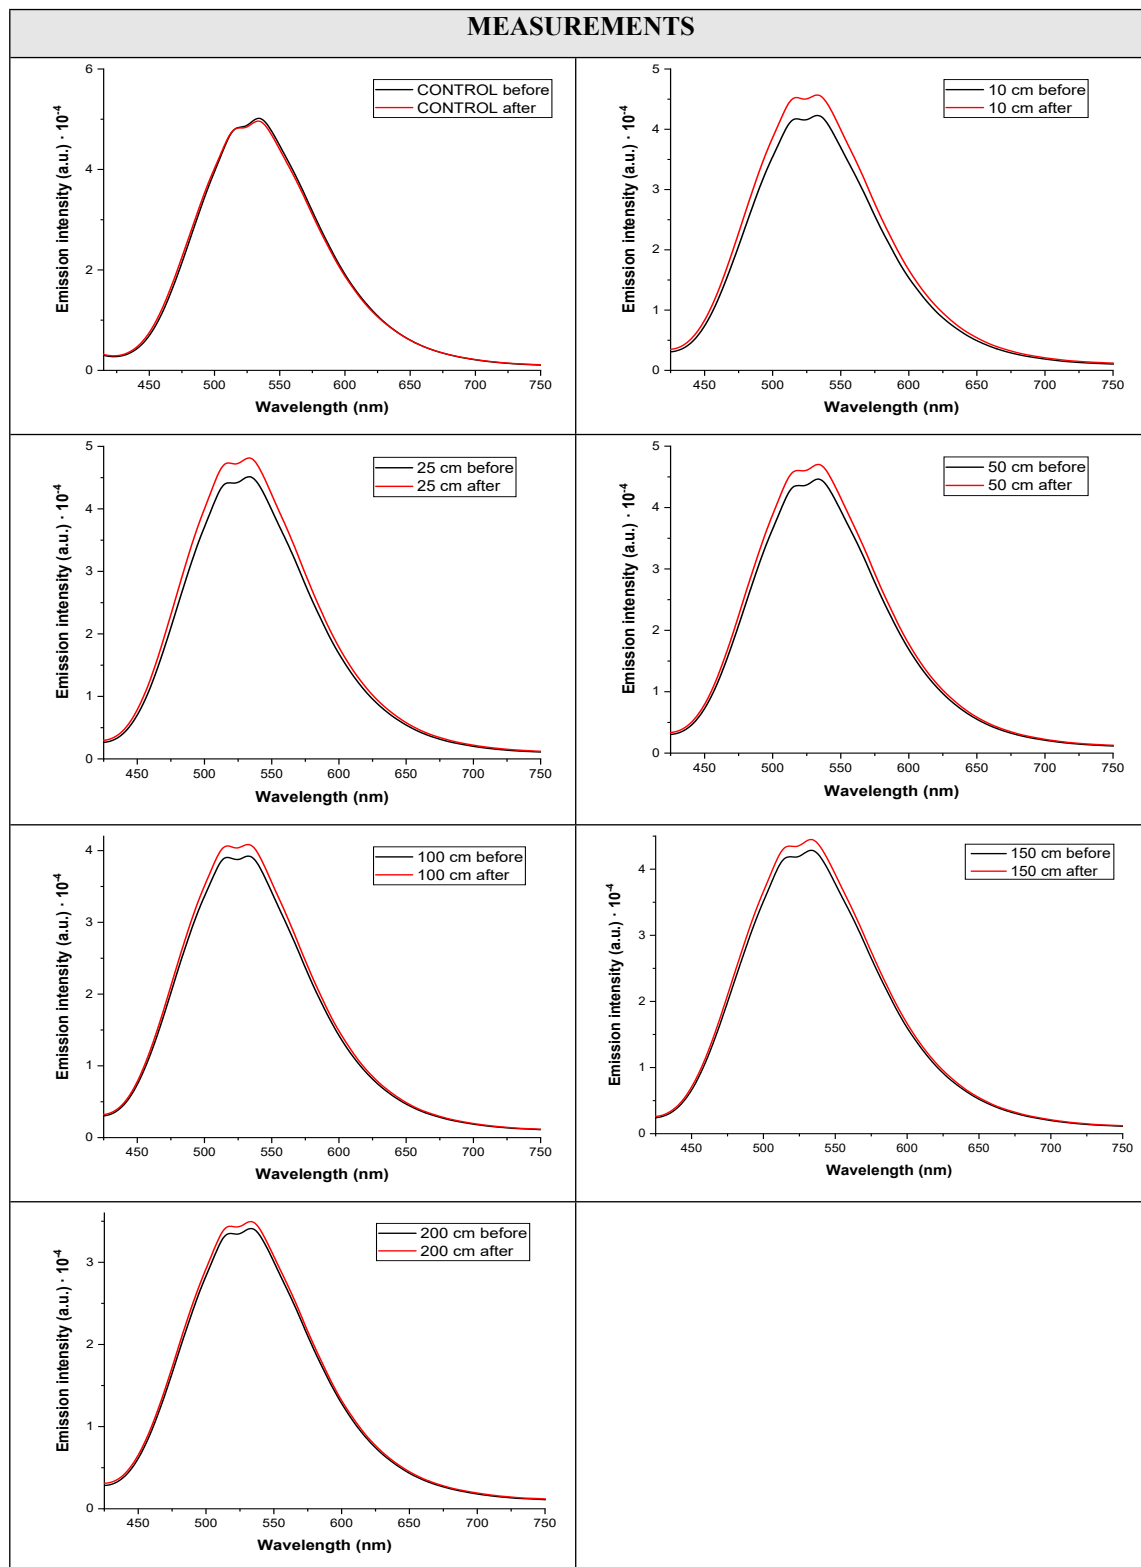 MEASUREMENTS
CONTROL before
CONTROL after
6
4
2
0
Emission intensity (a.u.) · 10⁻⁴
450 500 550 600 650 700 750
Wavelength (nm)
10 cm before
10 cm after
5
4
3
2
1
0
Emission intensity (a.u.) · 10⁻⁴
450 500 550 600 650 700 750
Wavelength (nm)
25 cm before
25 cm after
5
4
3
2
1
0
Emission intensity (a.u.) · 10⁻⁴
450 500 550 600 650 700 750
Wavelength (nm)
50 cm before
50 cm after
5
4
3
2
1
0
Emission intensity (a.u.) · 10⁻⁴
450 500 550 600 650 700 750
Wavelength (nm)
100 cm before
100 cm after
4
3
2
1
0
Emission intensity (a.u.) · 10⁻⁴
450 500 550 600 650 700 750
Wavelength (nm)
150 cm before
150 cm after
4
3
2
1
0
Emission intensity (a.u.) · 10⁻⁴
450 500 550 600 650 700 750
Wavelength (nm)
200 cm before
200 cm after
3
2
1
0
Emission intensity (a.u.) · 10⁻⁴
450 500 550 600 650 700 750
Wavelength (nm)